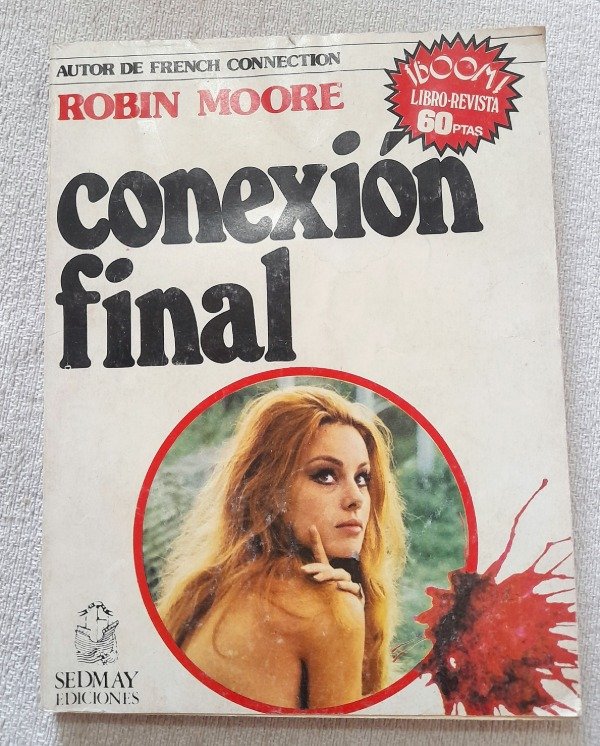 AUTOR DE FRENCH CONNECTION
ROBIN MOORE
¡BOOM!
LIBRO-REVISTA
60 PTAS
conexión
final
SEDMAY
EDICIONES